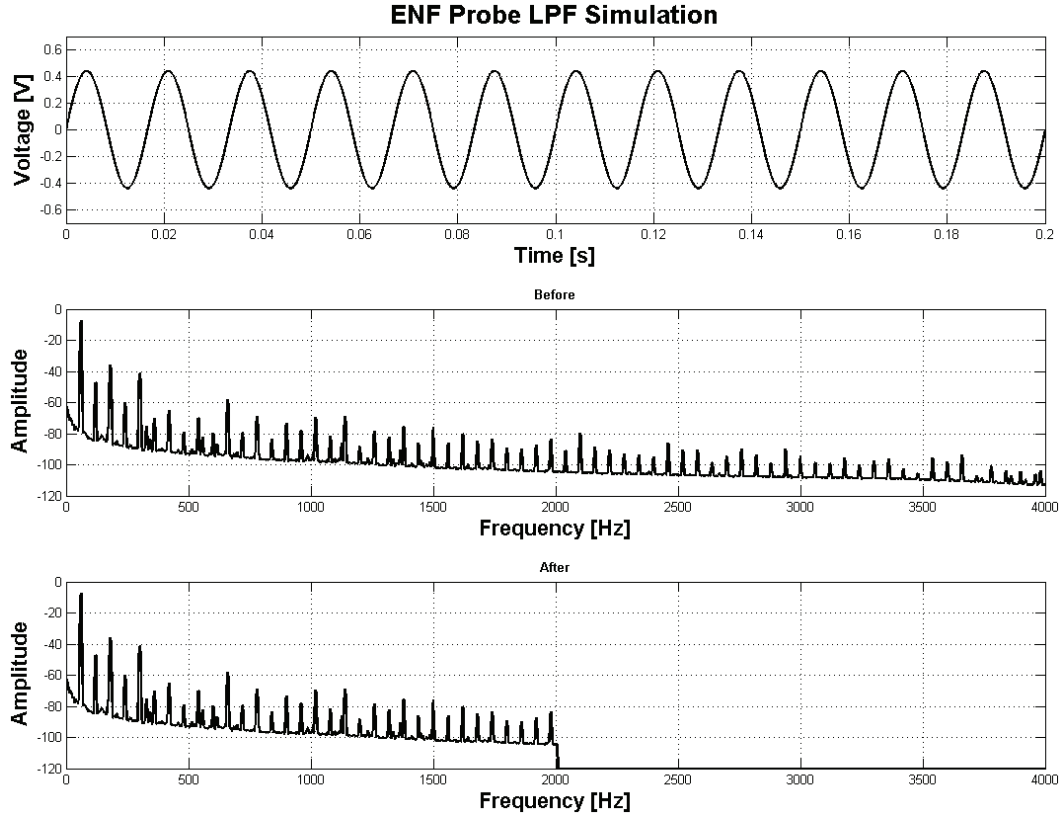 ENF Probe LPF Simulation
0.6
0.4
0.2
0
-0.2
-0.4
-0.6
Voltage [V]
0 0.02 0.04 0.06 0.08 0.1 0.12 0.14 0.16 0.18 0.2
Time [s]
Before
0
-20
-40
-60
-80
-100
-120
Amplitude
0 500 1000 1500 2000 2500 3000 3500 4000
Frequency [Hz]
After
0
-20
-40
-60
-80
-100
-120
Amplitude
0 500 1000 1500 2000 2500 3000 3500 4000
Frequency [Hz]